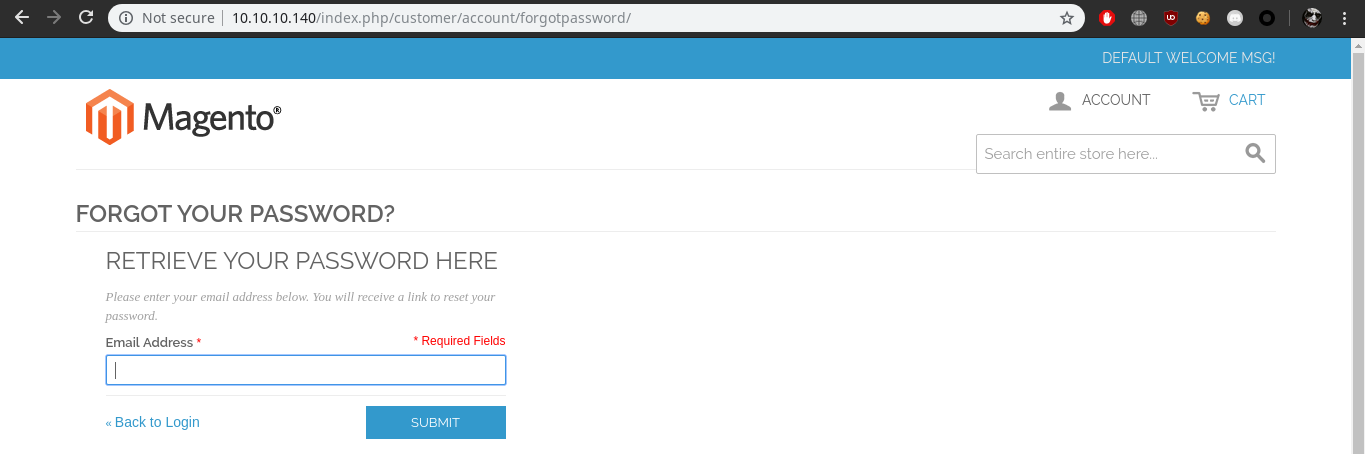 Not secure 10.10.10.140/index.php/customer/account/forgotpassword/
DEFAULT WELCOME MSG!
Magento®
ACCOUNT CART
Search entire store here...
FORGOT YOUR PASSWORD?
RETRIEVE YOUR PASSWORD HERE
Please enter your email address below. You will receive a link to reset your
password.
Email Address * * Required Fields
« Back to Login SUBMIT